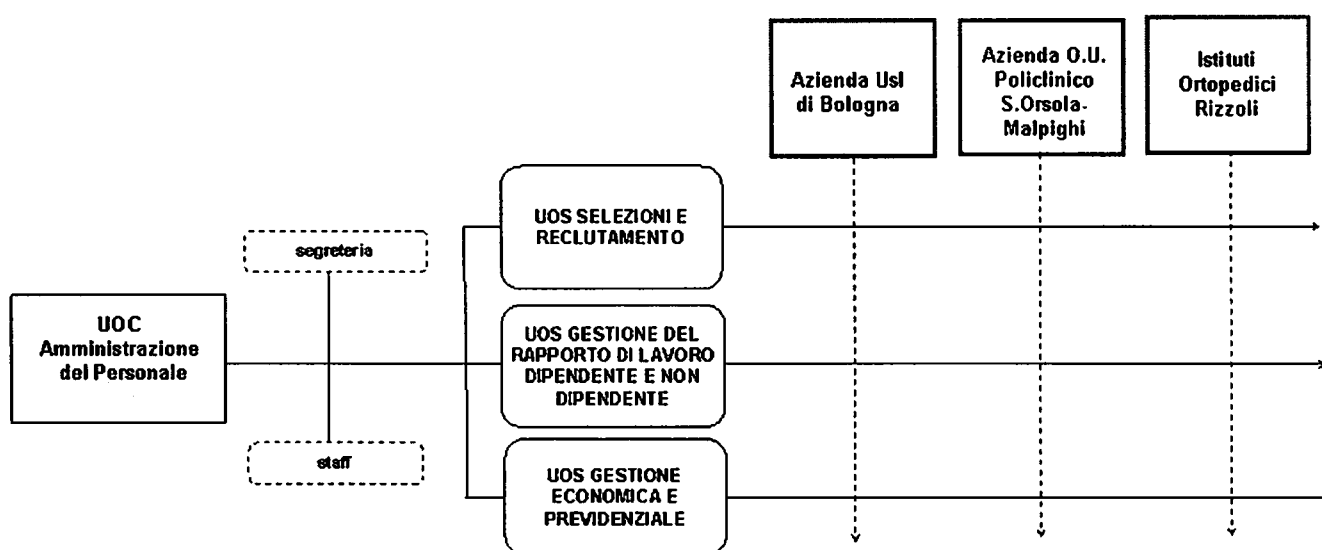 Azienda Usl
di Bologna
Azienda O.U.
Policlinico
S.Orsola-
Malpighi
Istituti
Ortopedici
Rizzoli
UOS SELEZIONI E
RECLUTAMENTO
segreteria
UOC
Amministrazione
del Personale
UOS GESTIONE DEL
RAPPORTO DI LAVORO
DIPENDENTE E NON
DIPENDENTE
staff
UOS GESTIONE
ECONOMICA E
PREVIDENZIALE